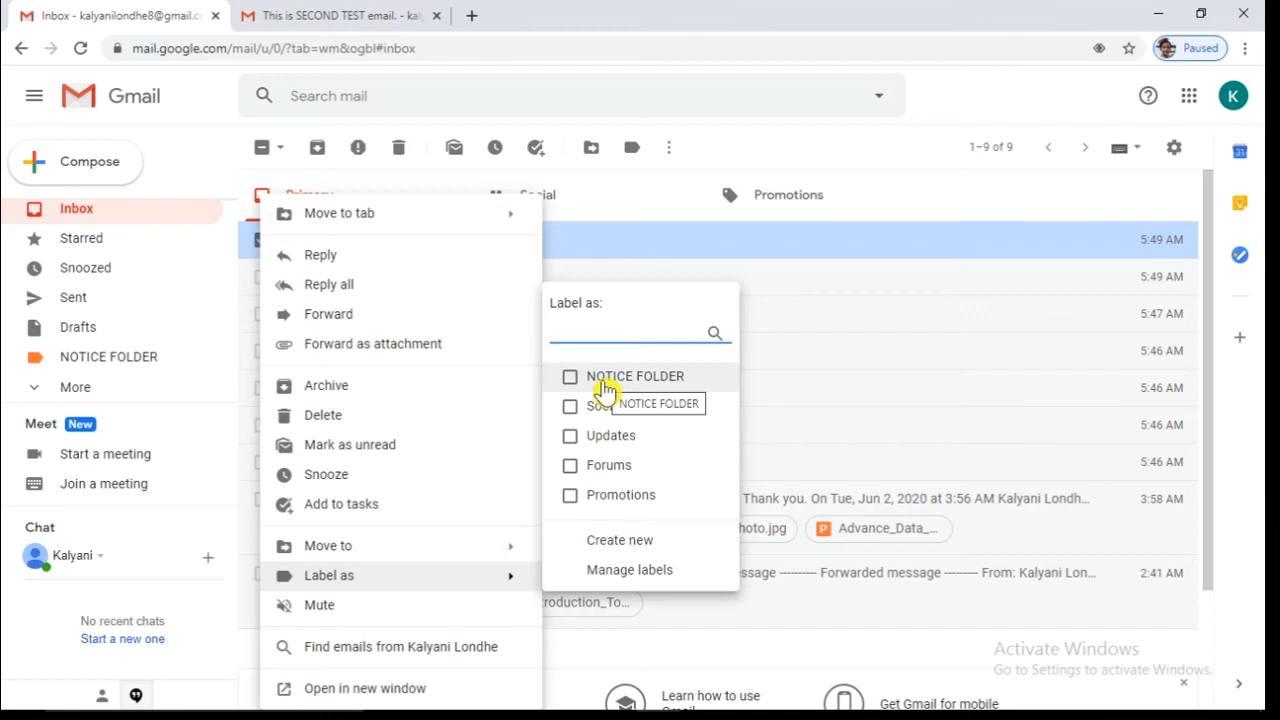 Inbox - kalyanilondhe8@gmail.c
This is SECOND TEST email. - kal
mail.google.com/mail/u/0/?tab=wm&ogbl#inbox
Paused
Gmail
Search mail
K
Compose
1–9 of 9
Inbox
Starred
Snoozed
Sent
Drafts
NOTICE FOLDER
More
Meet New
Start a meeting
Join a meeting
Chat
Kalyani
No recent chats
Start a new one
Primary
Social
Promotions
Move to tab
Reply
Reply all
Forward
Forward as attachment
Archive
Delete
Mark as unread
Snooze
Add to tasks
Move to
Label as
Mute
Find emails from Kalyani Londhe
Open in new window
Label as:
NOTICE FOLDER
NOTICE FOLDER
Updates
Forums
Promotions
Create new
Manage labels
5:49 AM
5:49 AM
5:47 AM
5:46 AM
5:46 AM
5:46 AM
5:46 AM
Thank you. On Tue, Jun 2, 2020 at 3:56 AM Kalyani Londh... 3:58 AM
hoto.jpg
P Advance_Data_...
ssage ---------- Forwarded message --------- From: Kalyani Lon... 2:41 AM
roduction_To...
Activate Windows
Go to Settings to activate Windows.
Learn how to use
Get Gmail for mobile